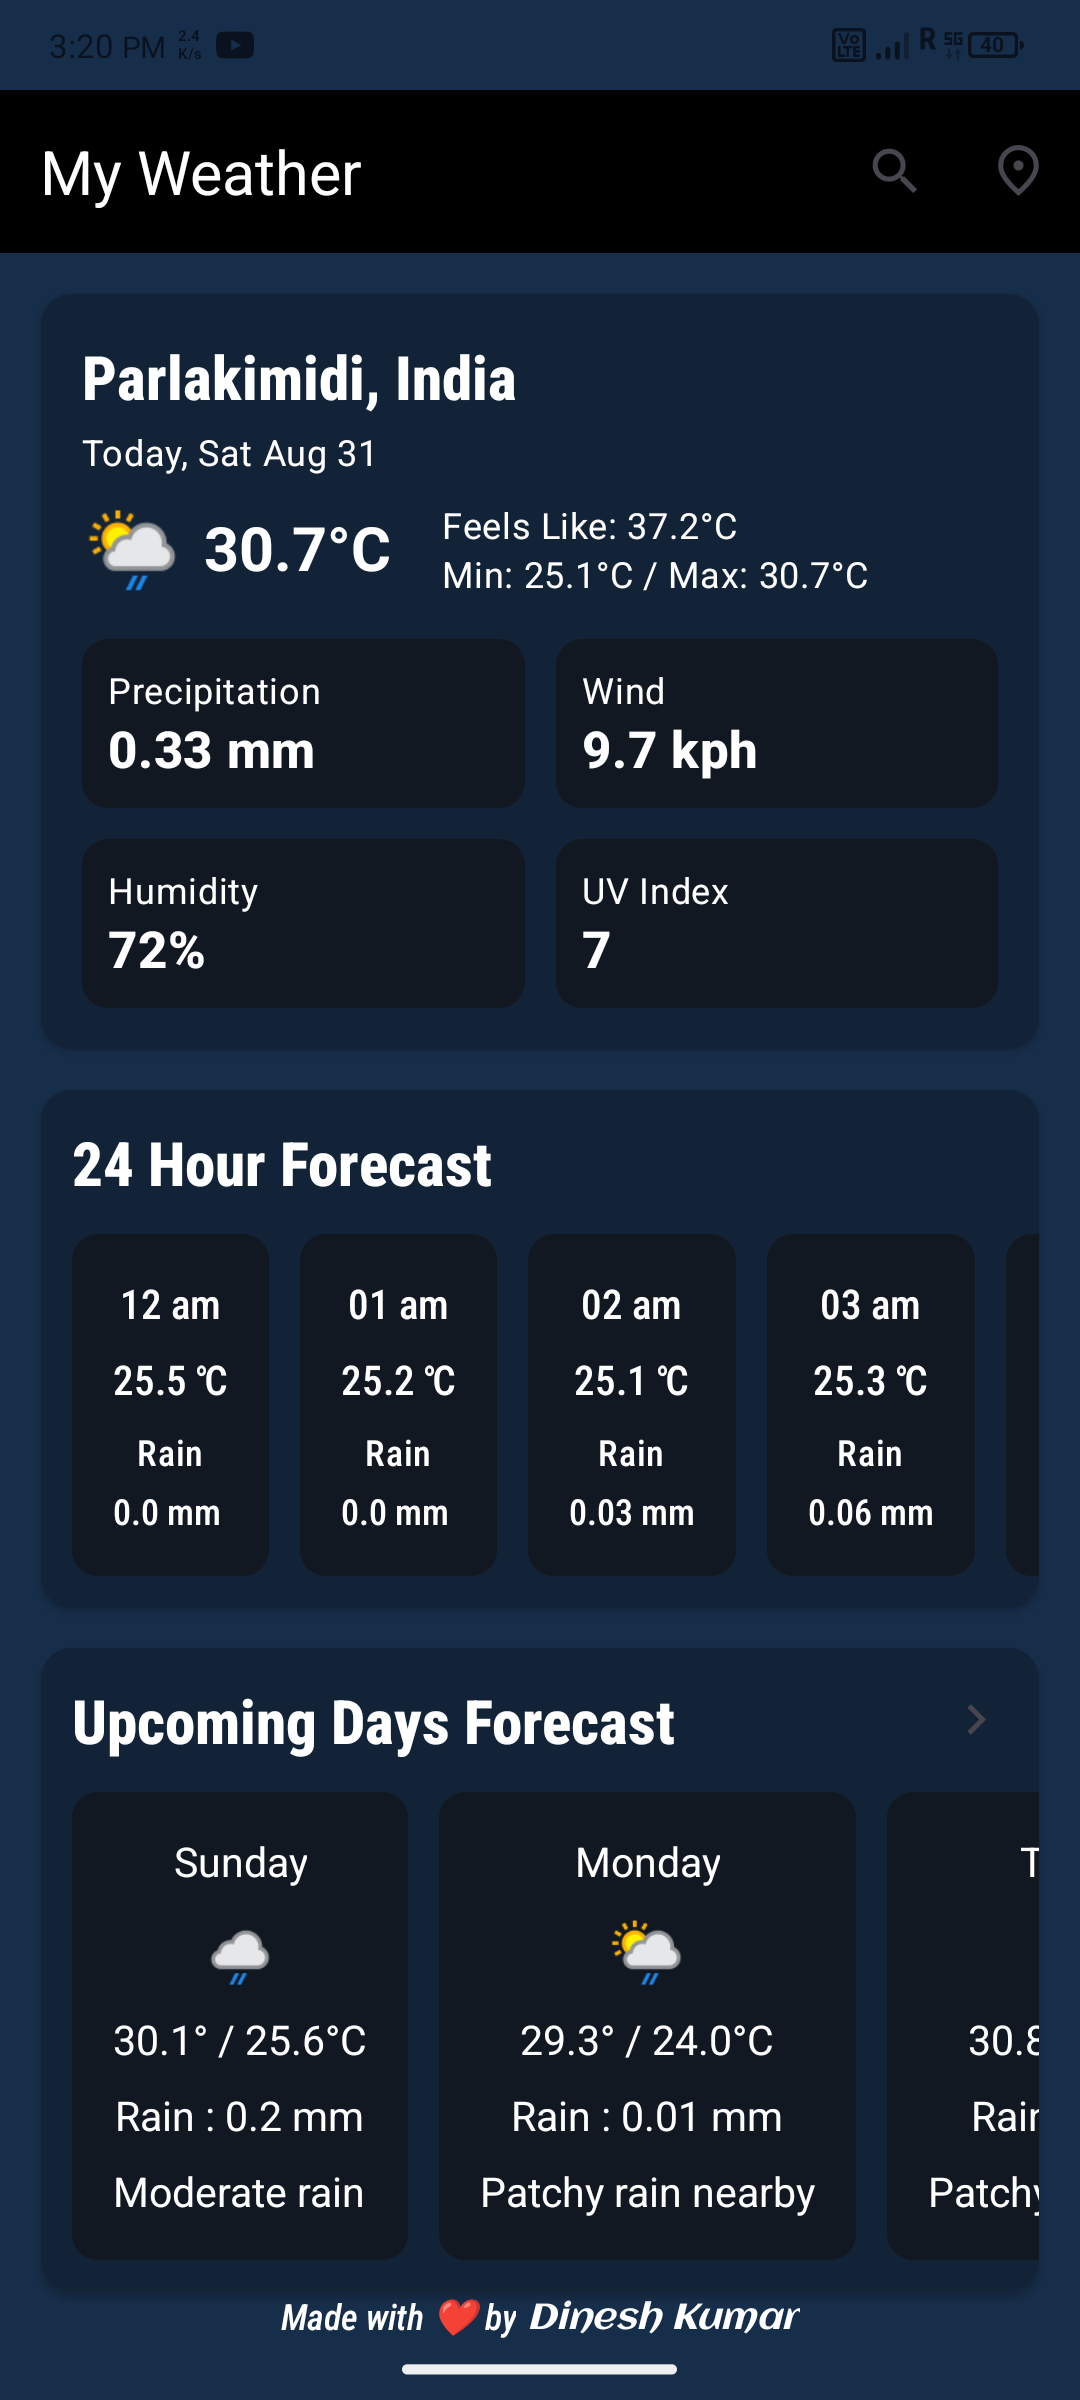 3:20 PM 2.4 K/s Vo LTE R 5G 40
My Weather
Parlakimidi, India
Today, Sat Aug 31
30.7°C
Feels Like: 37.2°C
Min: 25.1°C / Max: 30.7°C
Precipitation
0.33 mm
Wind
9.7 kph
Humidity
72%
UV Index
7
24 Hour Forecast
12 am
25.5 °C
Rain
0.0 mm
01 am
25.2 °C
Rain
0.0 mm
02 am
25.1 °C
Rain
0.03 mm
03 am
25.3 °C
Rain
0.06 mm
Upcoming Days Forecast
Sunday
30.1° / 25.6°C
Rain : 0.2 mm
Moderate rain
Monday
29.3° / 24.0°C
Rain : 0.01 mm
Patchy rain nearby
T
30.8
Rain
Patchy
Made with ❤️ by Dinesh Kumar